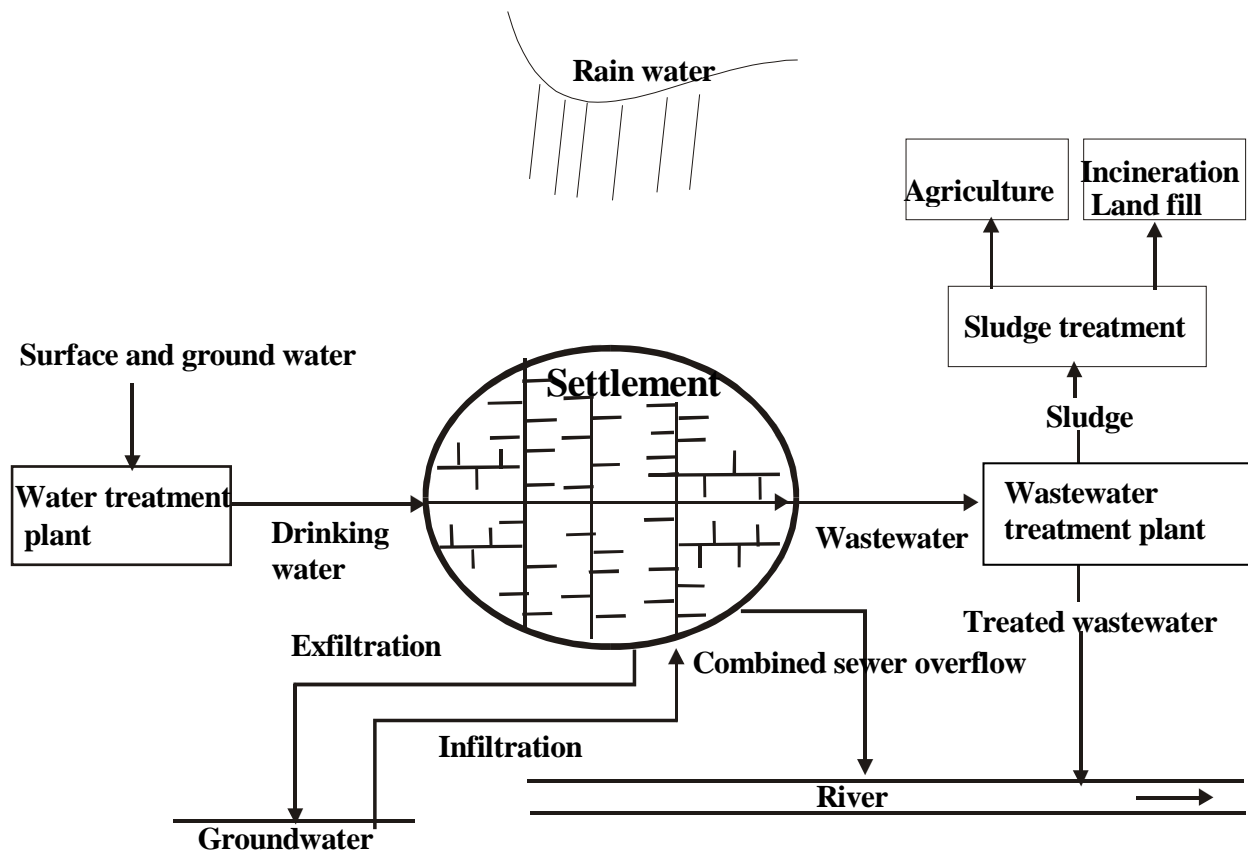 Rain water
Agriculture
Incineration
Land fill
Sludge treatment
Surface and ground water
Settlement
Sludge
Water treatment
plant
Drinking
water
Wastewater
Wastewater
treatment plant
Exfiltration
Infiltration
Combined sewer overflow
Treated wastewater
River
Groundwater